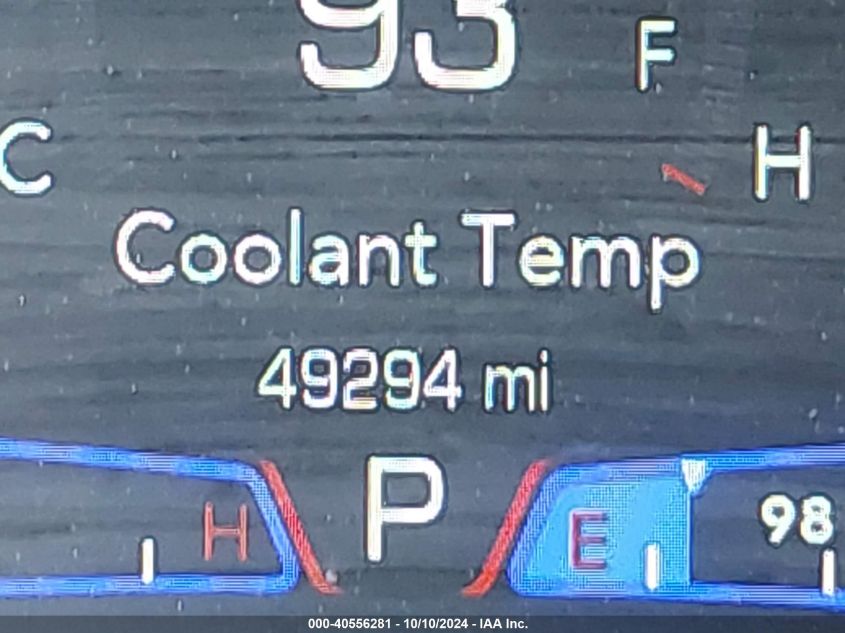 93 F
C H
Coolant Temp
49294 mi
P
H E 98
000-40556281 - 10/10/2024 - IAA Inc.